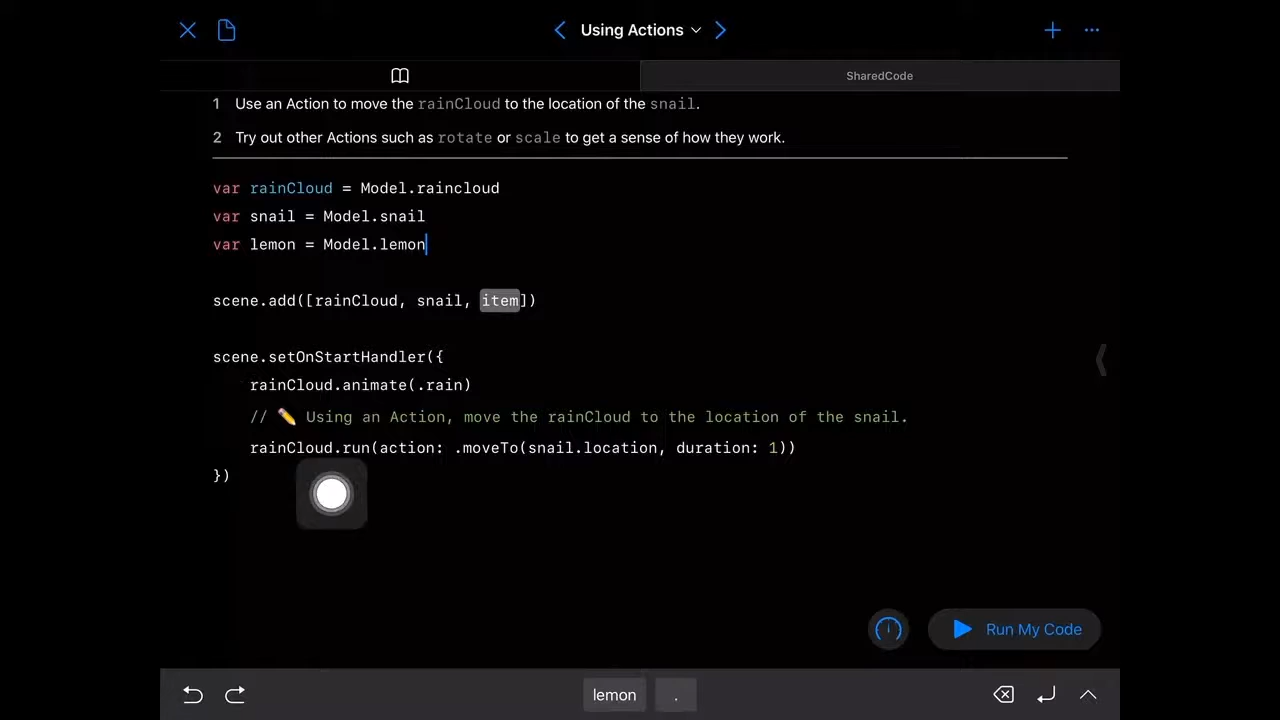 Using Actions
SharedCode
1 Use an Action to move the rainCloud to the location of the snail.
2 Try out other Actions such as rotate or scale to get a sense of how they work.
var rainCloud = Model.raincloud
var snail = Model.snail
var lemon = Model.lemon
scene.add([rainCloud, snail, item])
scene.setOnStartHandler({
rainCloud.animate(.rain)
// ✏️ Using an Action, move the rainCloud to the location of the snail.
rainCloud.run(action: .moveTo(snail.location, duration: 1))
})
Run My Code
lemon .